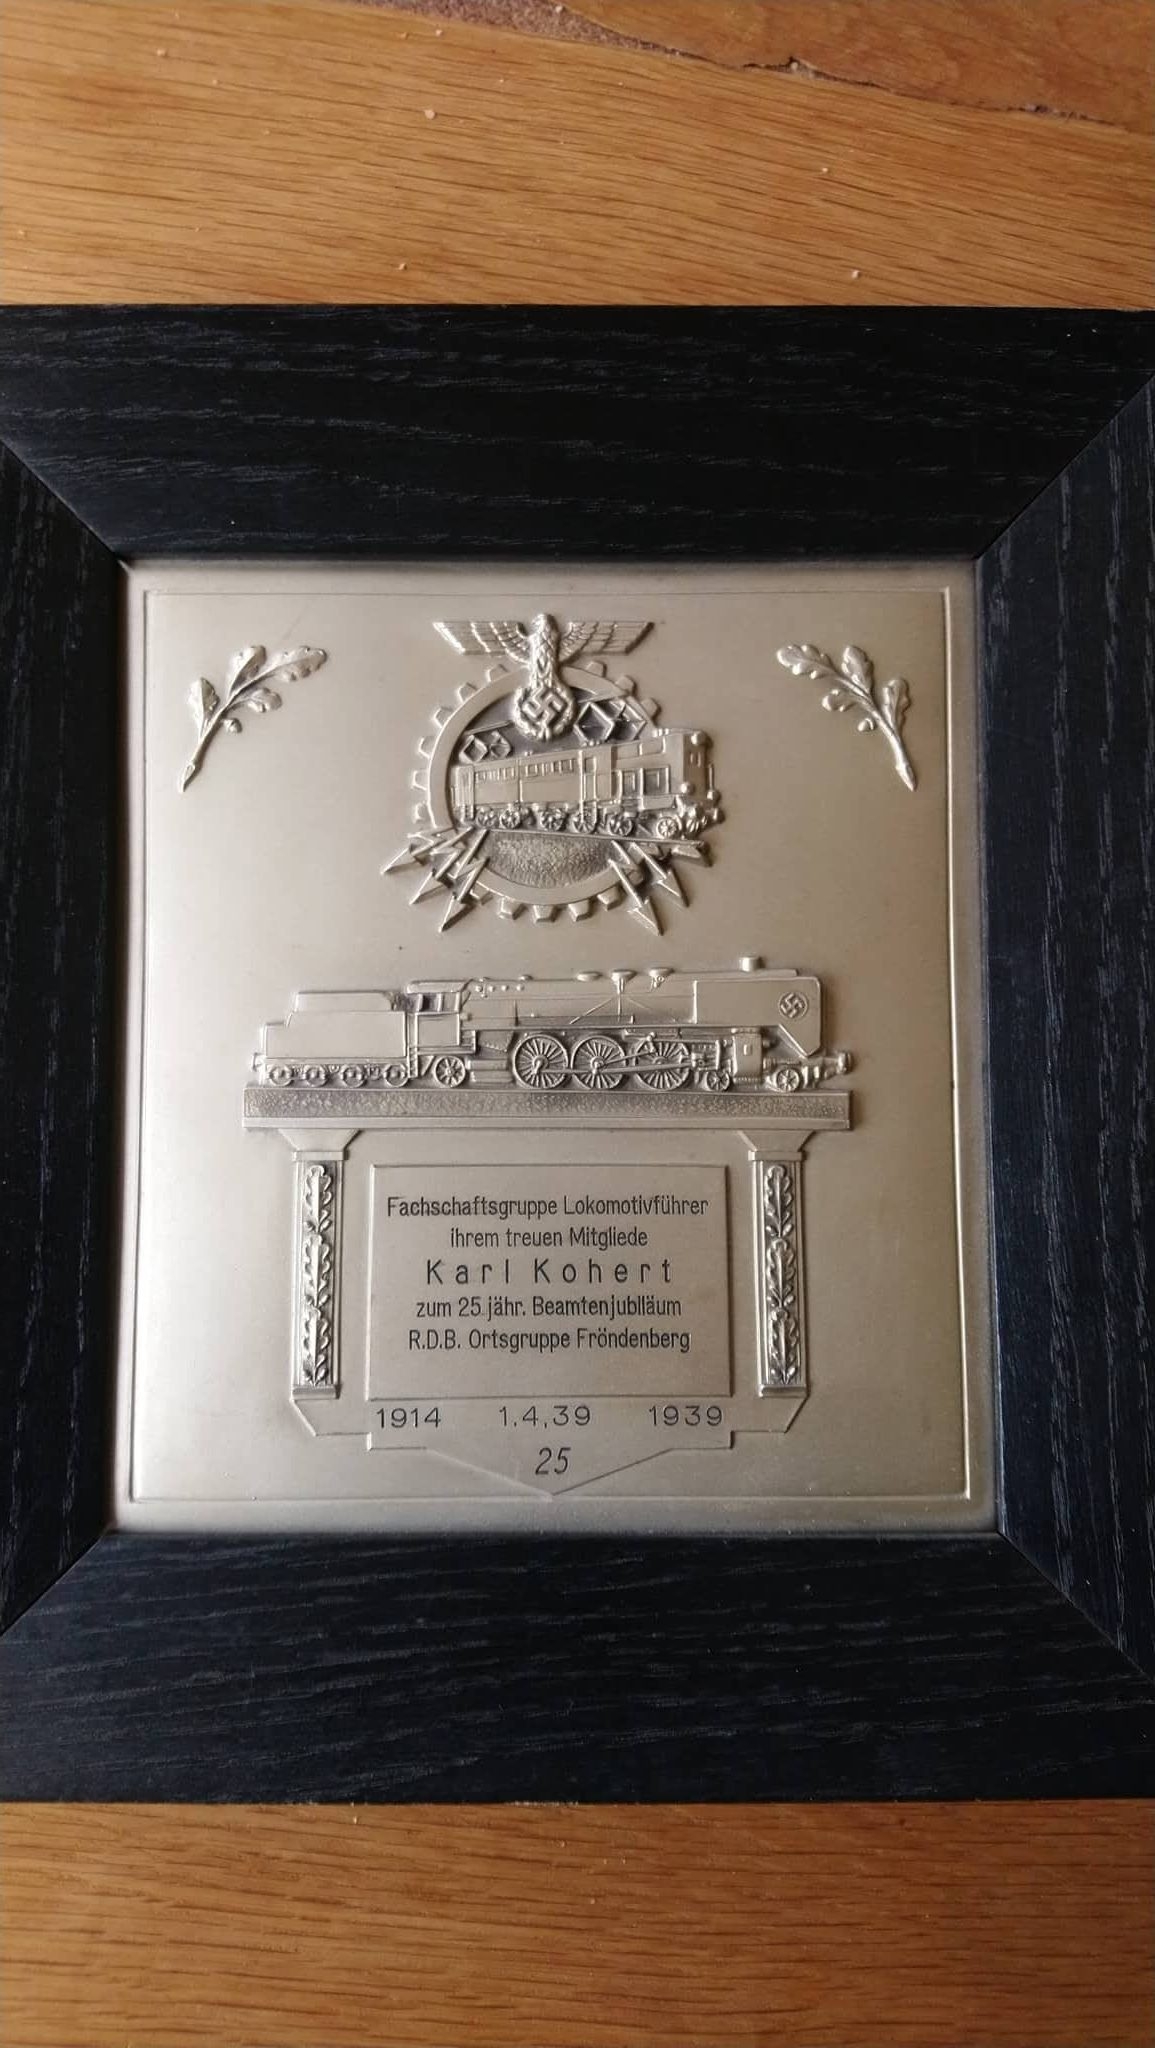 Fachschaftsgruppe Lokomotivführer
ihrem treuen Mitgliede
Karl Kohert
zum 25 jähr. Beamtenjubiläum
R.D.B. Ortsgruppe Fröndenberg
1914 1.4.39 1939
25